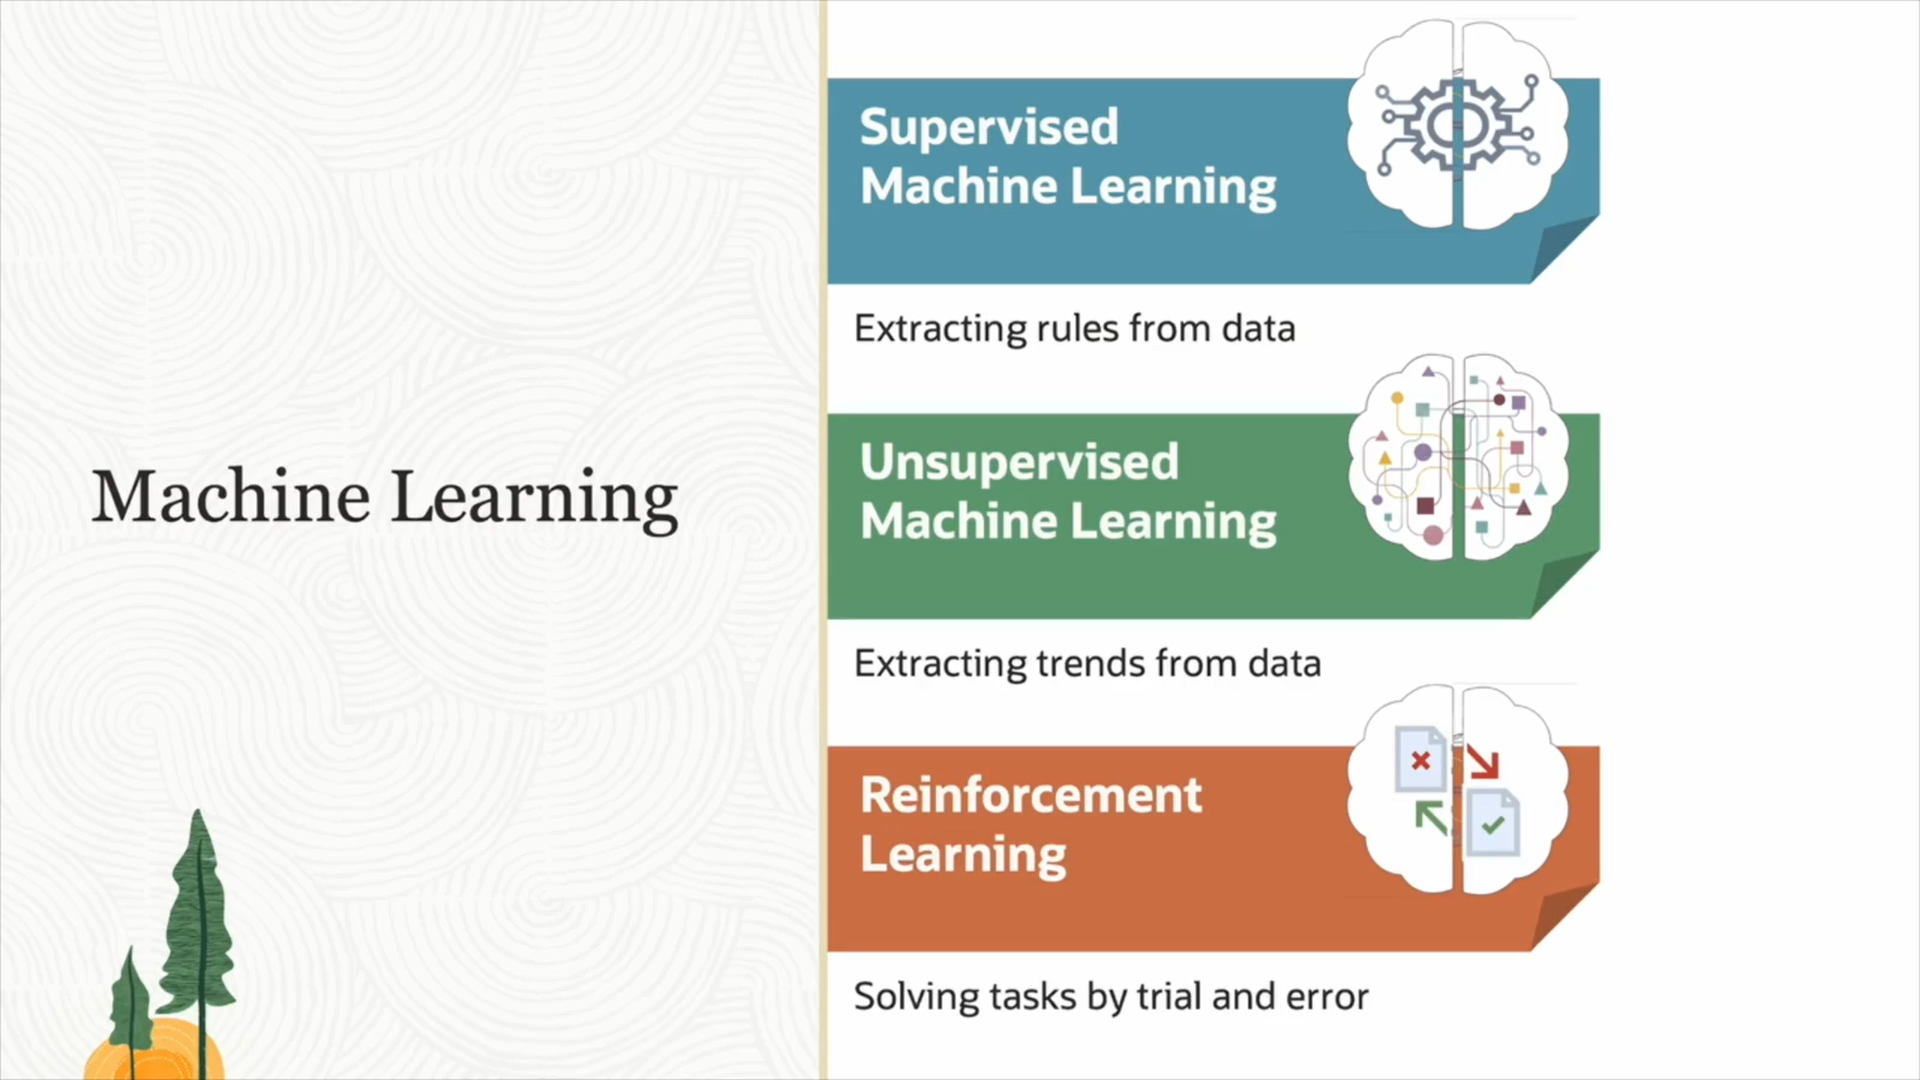 Machine Learning
Supervised
Machine Learning
Extracting rules from data
Unsupervised
Machine Learning
Extracting trends from data
Reinforcement
Learning
Solving tasks by trial and error